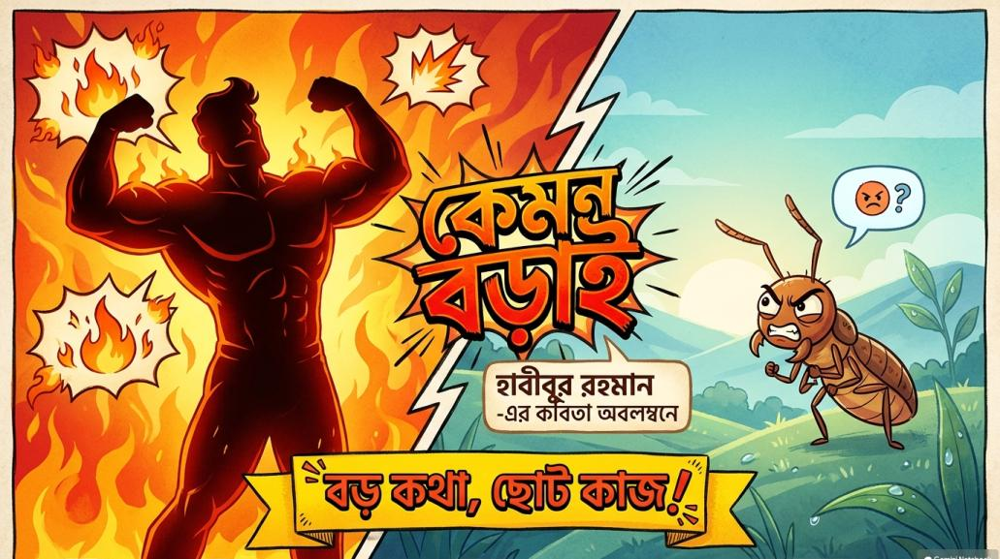 কেমন
বড়াই
?
হাবীবুর রহমান
-এর কবিতা অবলম্বনে
বড় কথা, ছোট কাজ!